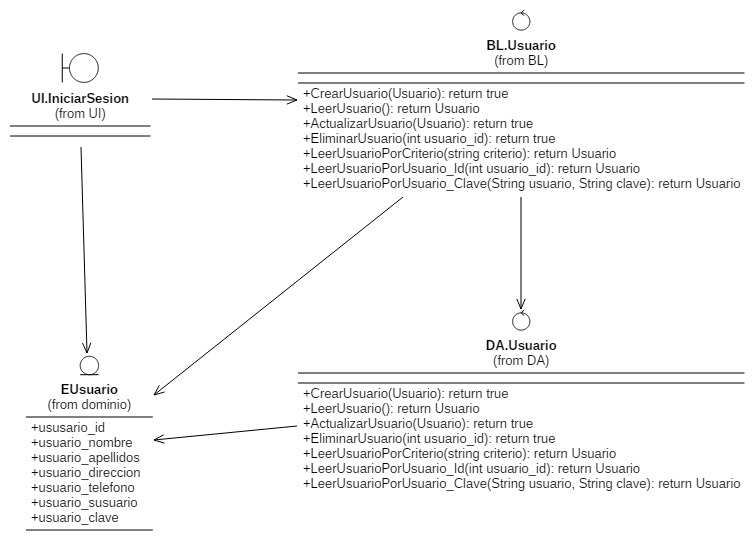 BL.Usuario
(from BL)
+CrearUsuario(Usuario): return true
+LeerUsuario(): return Usuario
+ActualizarUsuario(Usuario): return true
+EliminarUsuario(int usuario_id): return true
+LeerUsuarioPorCriterio(string criterio): return Usuario
+LeerUsuarioPorUsuario_Id(int usuario_id): return Usuario
+LeerUsuarioPorUsuario_Clave(String usuario, String clave): return Usuario
UI.IniciarSesion
(from UI)
DA.Usuario
(from DA)
+CrearUsuario(Usuario): return true
+LeerUsuario(): return Usuario
+ActualizarUsuario(Usuario): return true
+EliminarUsuario(int usuario_id): return true
+LeerUsuarioPorCriterio(string criterio): return Usuario
+LeerUsuarioPorUsuario_Id(int usuario_id): return Usuario
+LeerUsuarioPorUsuario_Clave(String usuario, String clave): return Usuario
EUsuario
(from dominio)
+ususario_id
+usuario_nombre
+usuario_apellidos
+usuario_direccion
+usuario_telefono
+usuario_susuario
+usuario_clave